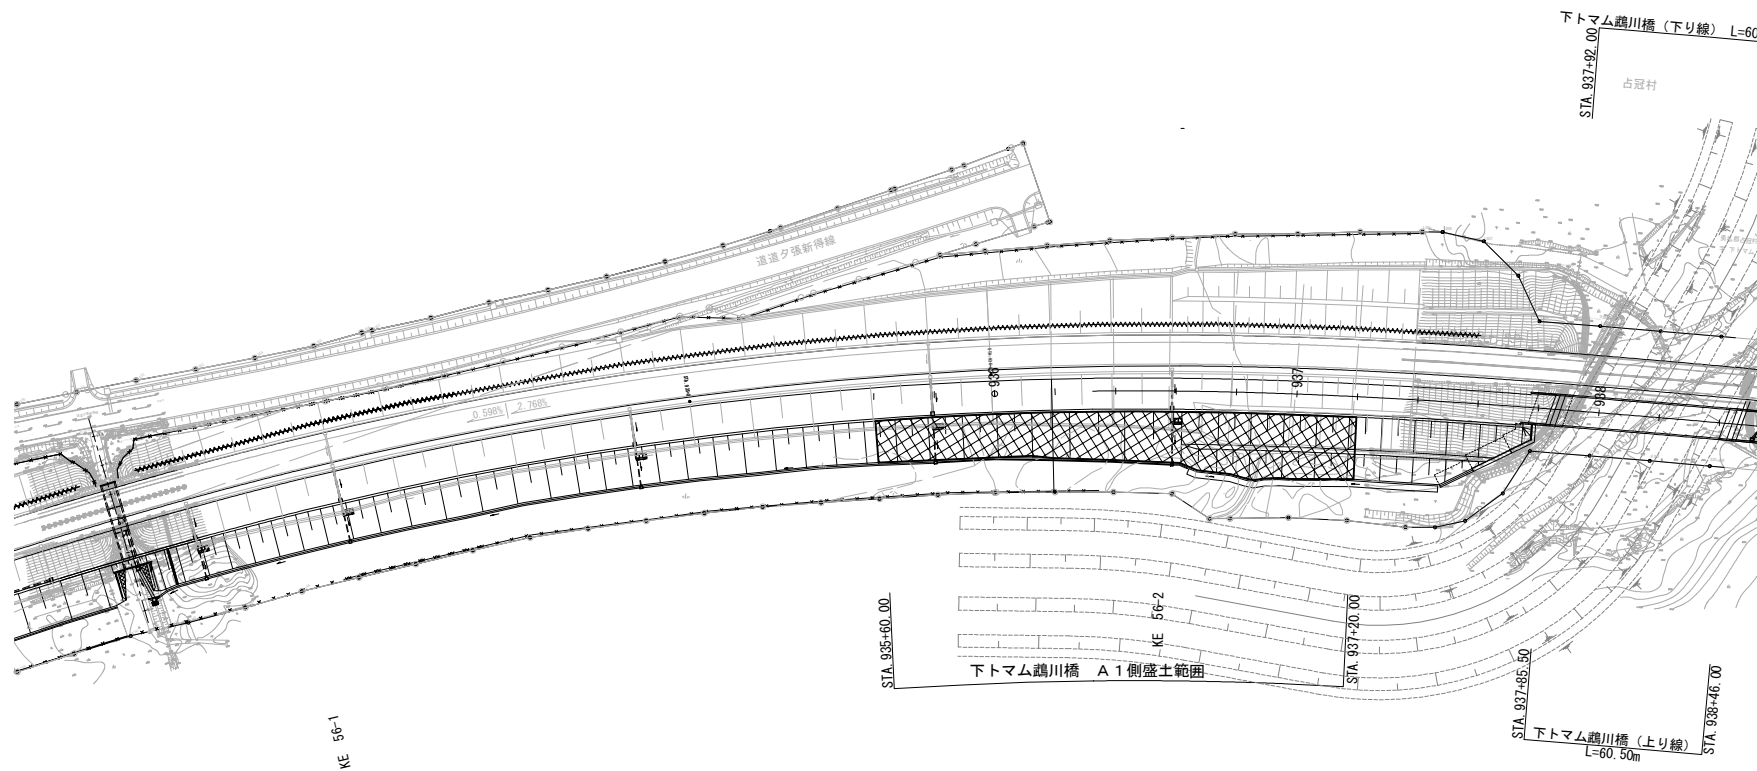 下トマム鵡川橋（下り線） L=60
STA. 937+92.00
占冠村
道道夕張新得線
0.598%
2.768%
936
937
938
STA. 935+60.00
KE 56-2
STA. 937+20.00
下トマム鵡川橋 Ａ１側盛土範囲
STA. 937+85.50
STA. 938+46.00
下トマム鵡川橋（上り線）
L=60.50m
KE 56-1